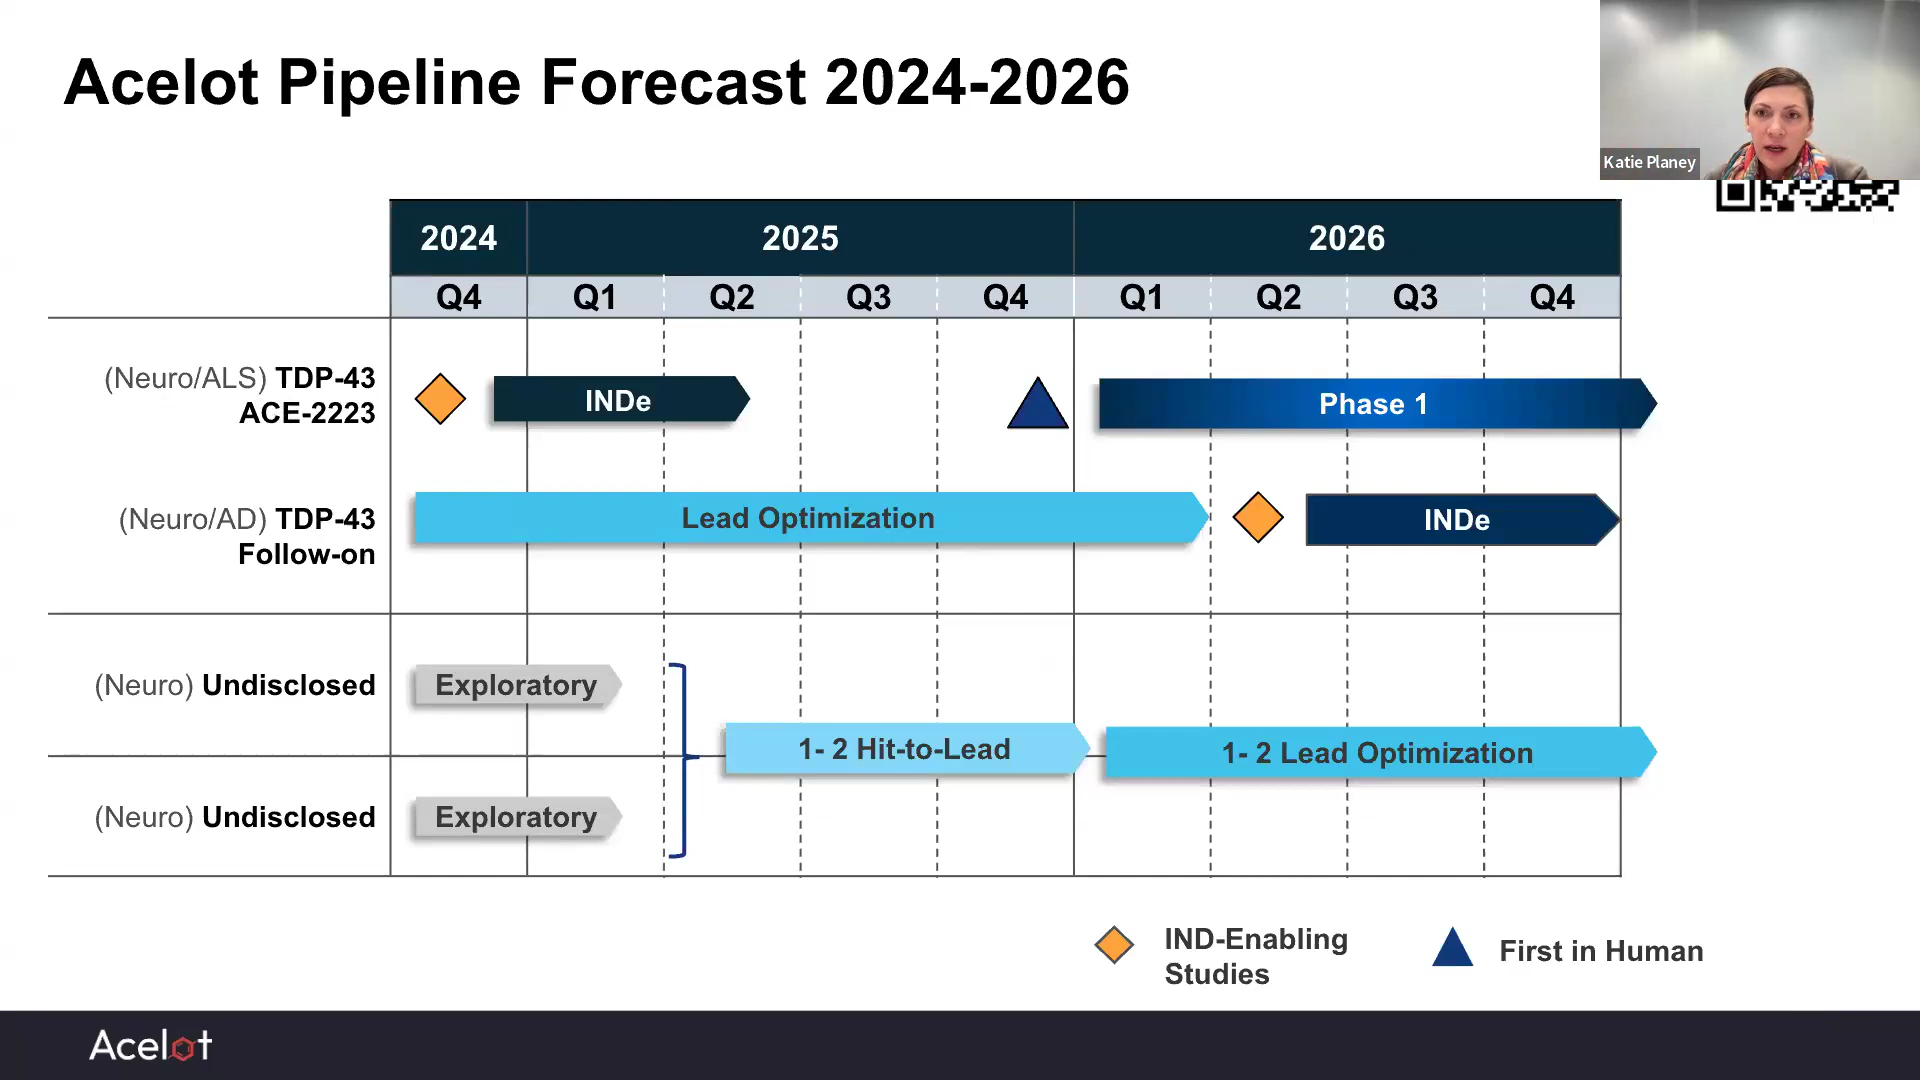 Acelot Pipeline Forecast 2024-2026
Katie Planey
2024 2025 2026
Q4 Q1 Q2 Q3 Q4 Q1 Q2 Q3 Q4
(Neuro/ALS) TDP-43
ACE-2223
INDe
Phase 1
(Neuro/AD) TDP-43
Follow-on
Lead Optimization
INDe
(Neuro) Undisclosed
Exploratory
1- 2 Hit-to-Lead
1- 2 Lead Optimization
(Neuro) Undisclosed
Exploratory
IND-Enabling
Studies
First in Human
Acelot